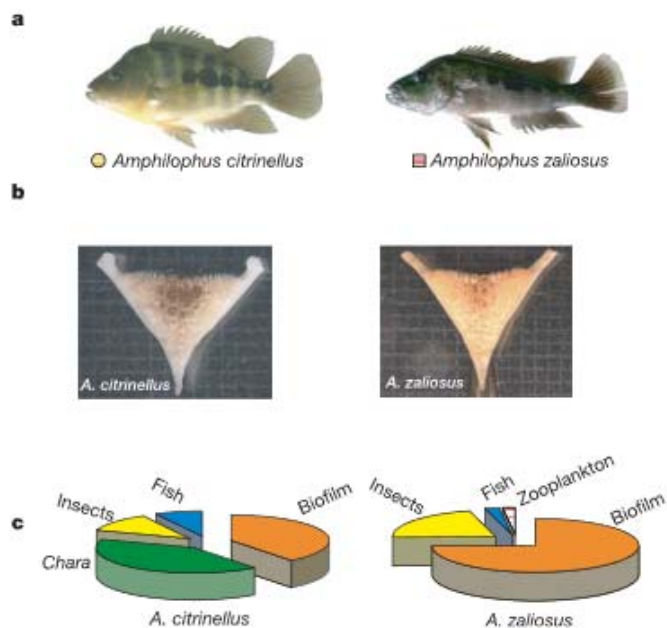 a
Amphilophus citrinellus
Amphilophus zaliosus
b
A. citrinellus
A. zaliosus
c
Insects
Fish
Biofilm
Chara
A. citrinellus
Insects
Fish
Zooplankton
Biofilm
A. zaliosus